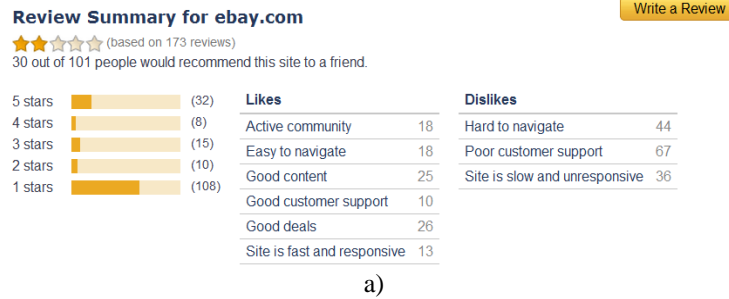 Review Summary for ebay.com
Write a Review
(based on 173 reviews)
30 out of 101 people would recommend this site to a friend.
5 stars (32)
4 stars (8)
3 stars (15)
2 stars (10)
1 stars (108)
Likes
Active community 18
Easy to navigate 18
Good content 25
Good customer support 10
Good deals 26
Site is fast and responsive 13
Dislikes
Hard to navigate 44
Poor customer support 67
Site is slow and unresponsive 36
a)